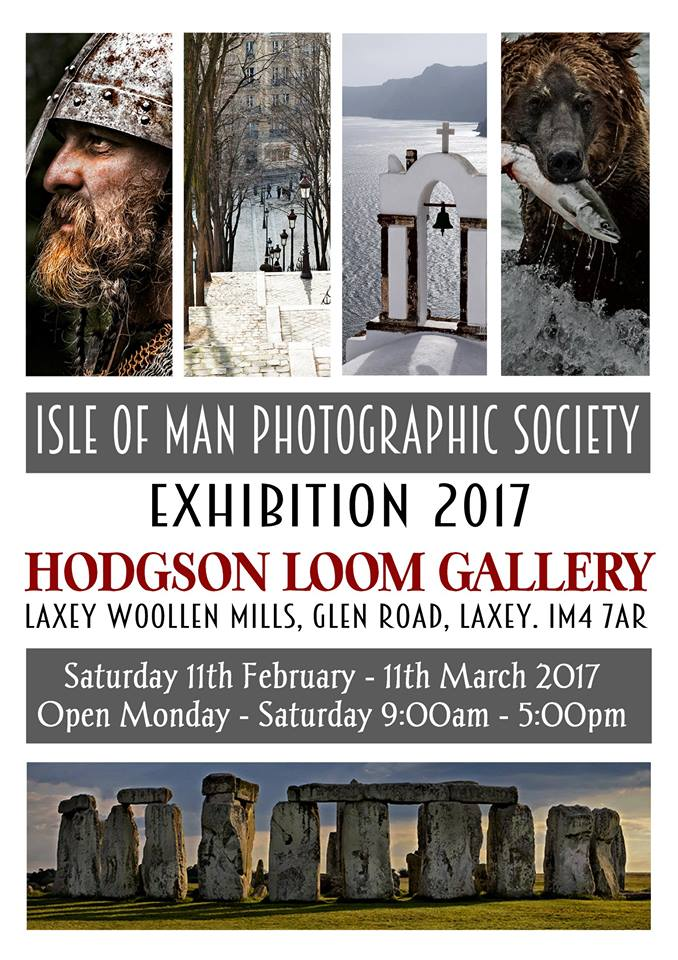 ISLE OF MAN PHOTOGRAPHIC SOCIETY
EXHIBITION 2017
HODGSON LOOM GALLERY
LAXEY WOOLLEN MILLS, GLEN ROAD, LAXEY. IM4 7AR
Saturday 11th February - 11th March 2017
Open Monday - Saturday 9:00am - 5:00pm